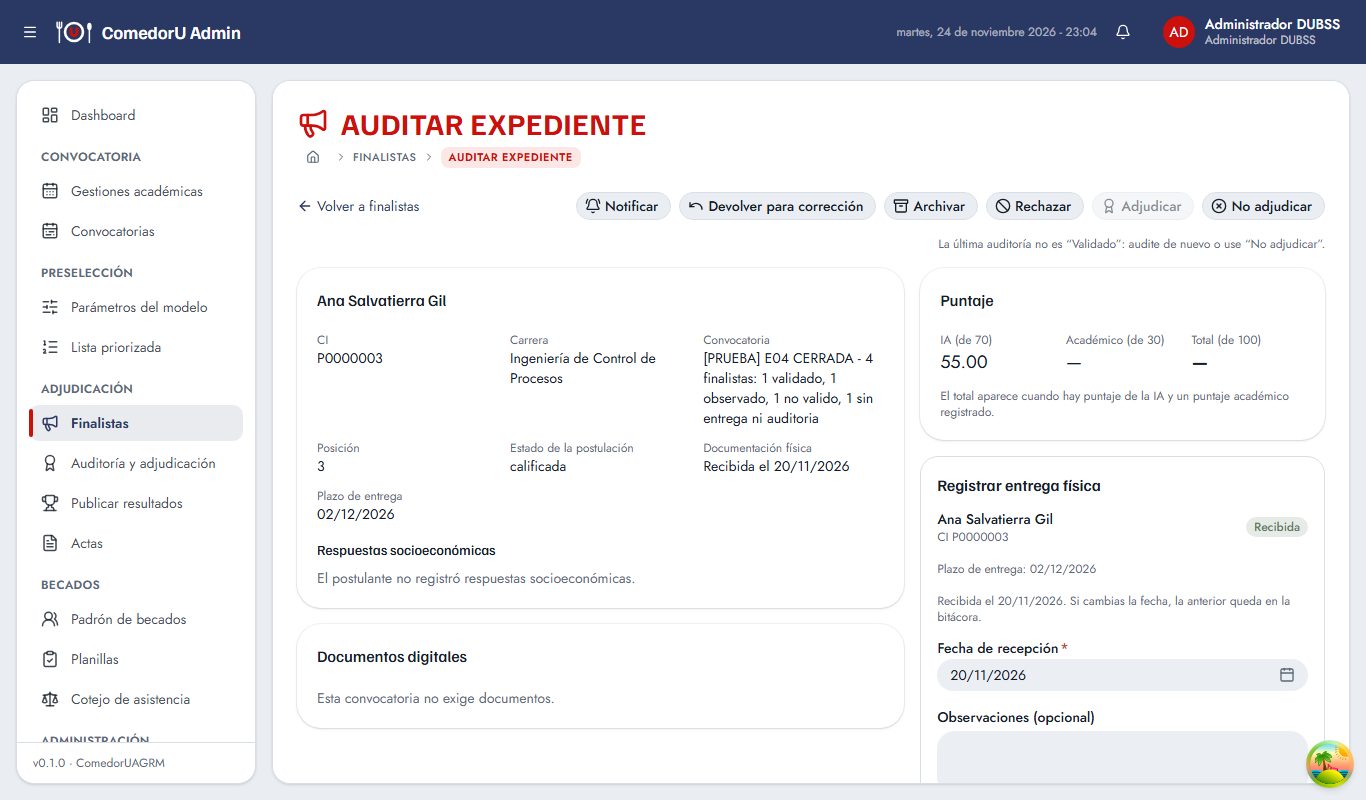 ComedorU Admin
martes, 24 de noviembre 2026 - 23:04
AD
Administrador DUBSS
Administrador DUBSS
Dashboard
CONVOCATORIA
Gestiones académicas
Convocatorias
PRESELECCIÓN
Parámetros del modelo
Lista priorizada
ADJUDICACIÓN
Finalistas
Auditoría y adjudicación
Publicar resultados
Actas
BECADOS
Padrón de becados
Planillas
Cotejo de asistencia
ADMINISTRACIÓN
v0.1.0 · ComedorUAGRM
AUDITAR EXPEDIENTE
FINALISTAS
AUDITAR EXPEDIENTE
Volver a finalistas
Notificar
Devolver para corrección
Archivar
Rechazar
Adjudicar
No adjudicar
La última auditoría no es “Validado”: audite de nuevo o use “No adjudicar”.
Ana Salvatierra Gil
CI
P0000003
Carrera
Ingeniería de Control de
Procesos
Convocatoria
[PRUEBA] E04 CERRADA - 4
finalistas: 1 validado, 1
observado, 1 no valido, 1 sin
entrega ni auditoria
Posición
3
Estado de la postulación
calificada
Documentación física
Recibida el 20/11/2026
Plazo de entrega
02/12/2026
Respuestas socioeconómicas
El postulante no registró respuestas socioeconómicas.
Documentos digitales
Esta convocatoria no exige documentos.
Puntaje
IA (de 70)
55.00
Académico (de 30)
—
Total (de 100)
—
El total aparece cuando hay puntaje de la IA y un puntaje académico
registrado.
Registrar entrega física
Ana Salvatierra Gil
CI P0000003
Recibida
Plazo de entrega: 02/12/2026
Recibida el 20/11/2026. Si cambias la fecha, la anterior queda en la
bitácora.
Fecha de recepción *
20/11/2026
Observaciones (opcional)